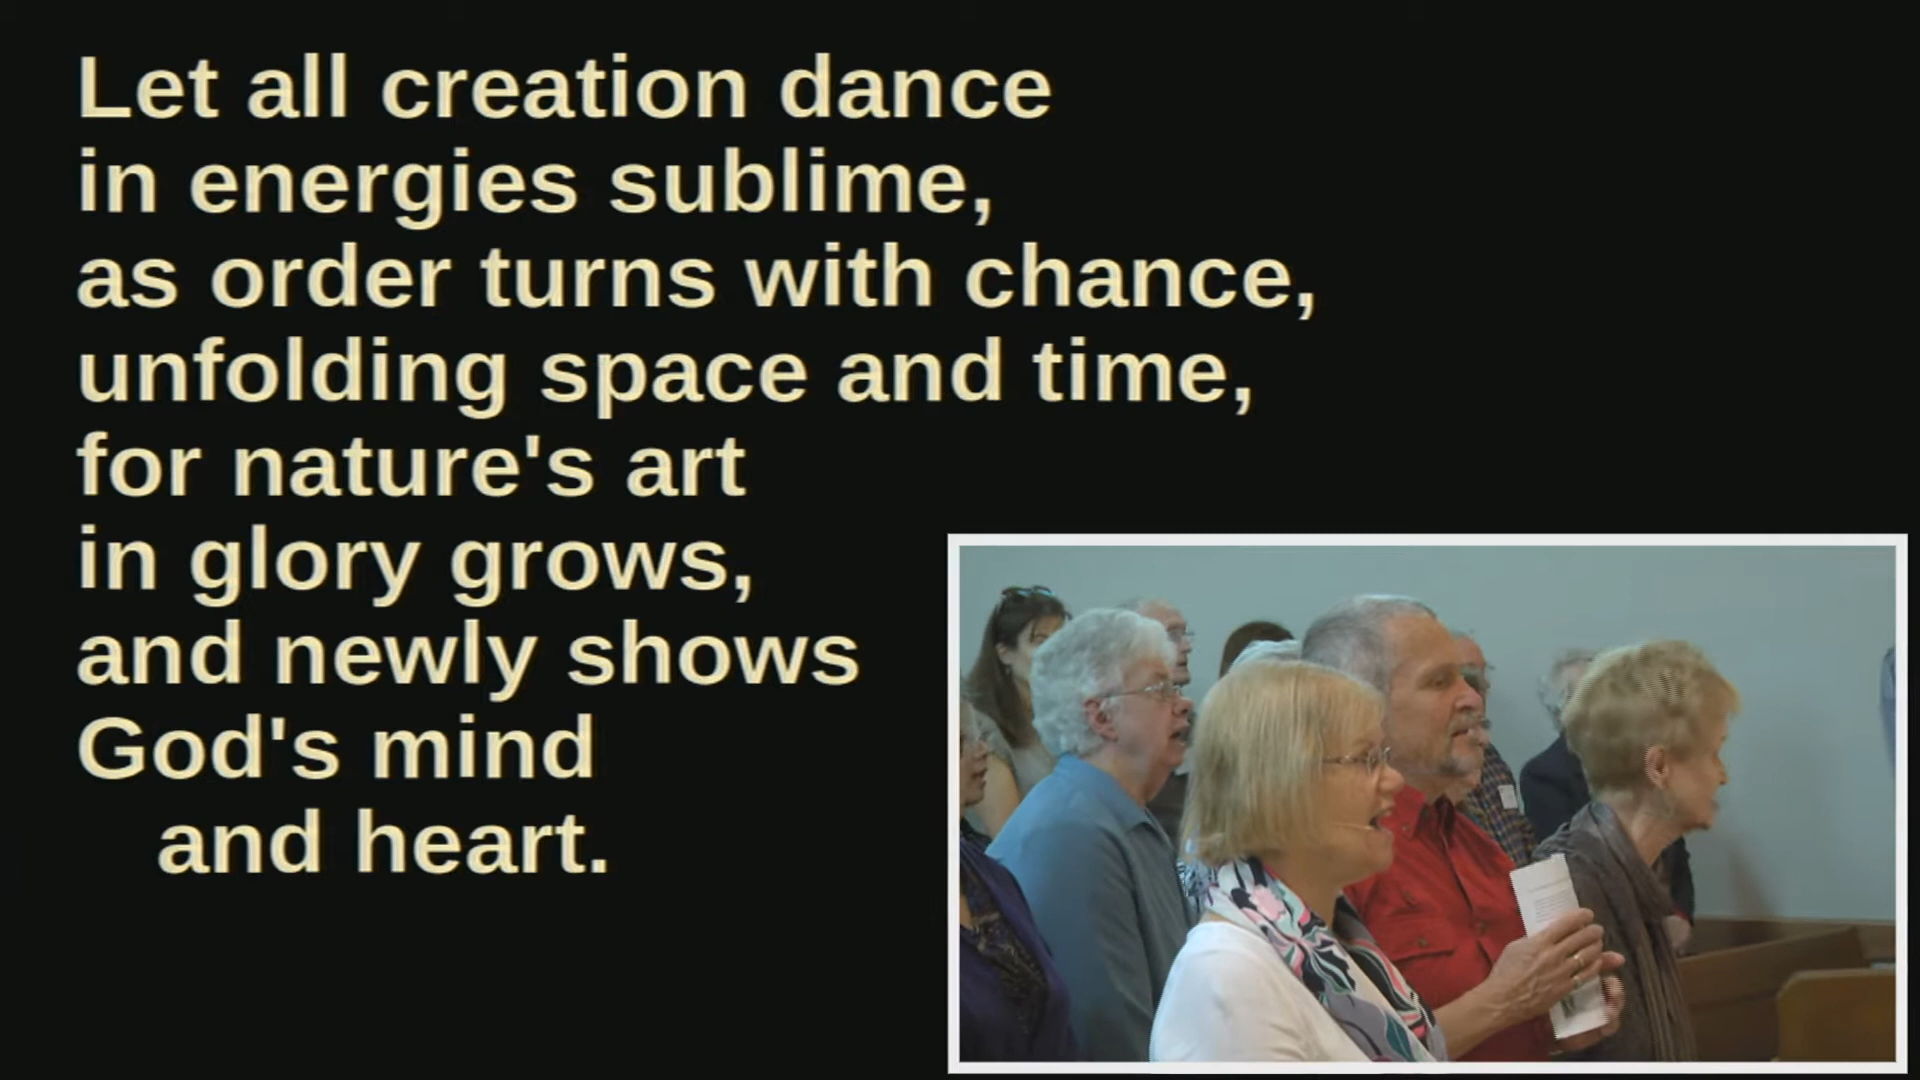 Let all creation dance
in energies sublime,
as order turns with chance,
unfolding space and time,
for nature's art
in glory grows,
and newly shows
God's mind
and heart.